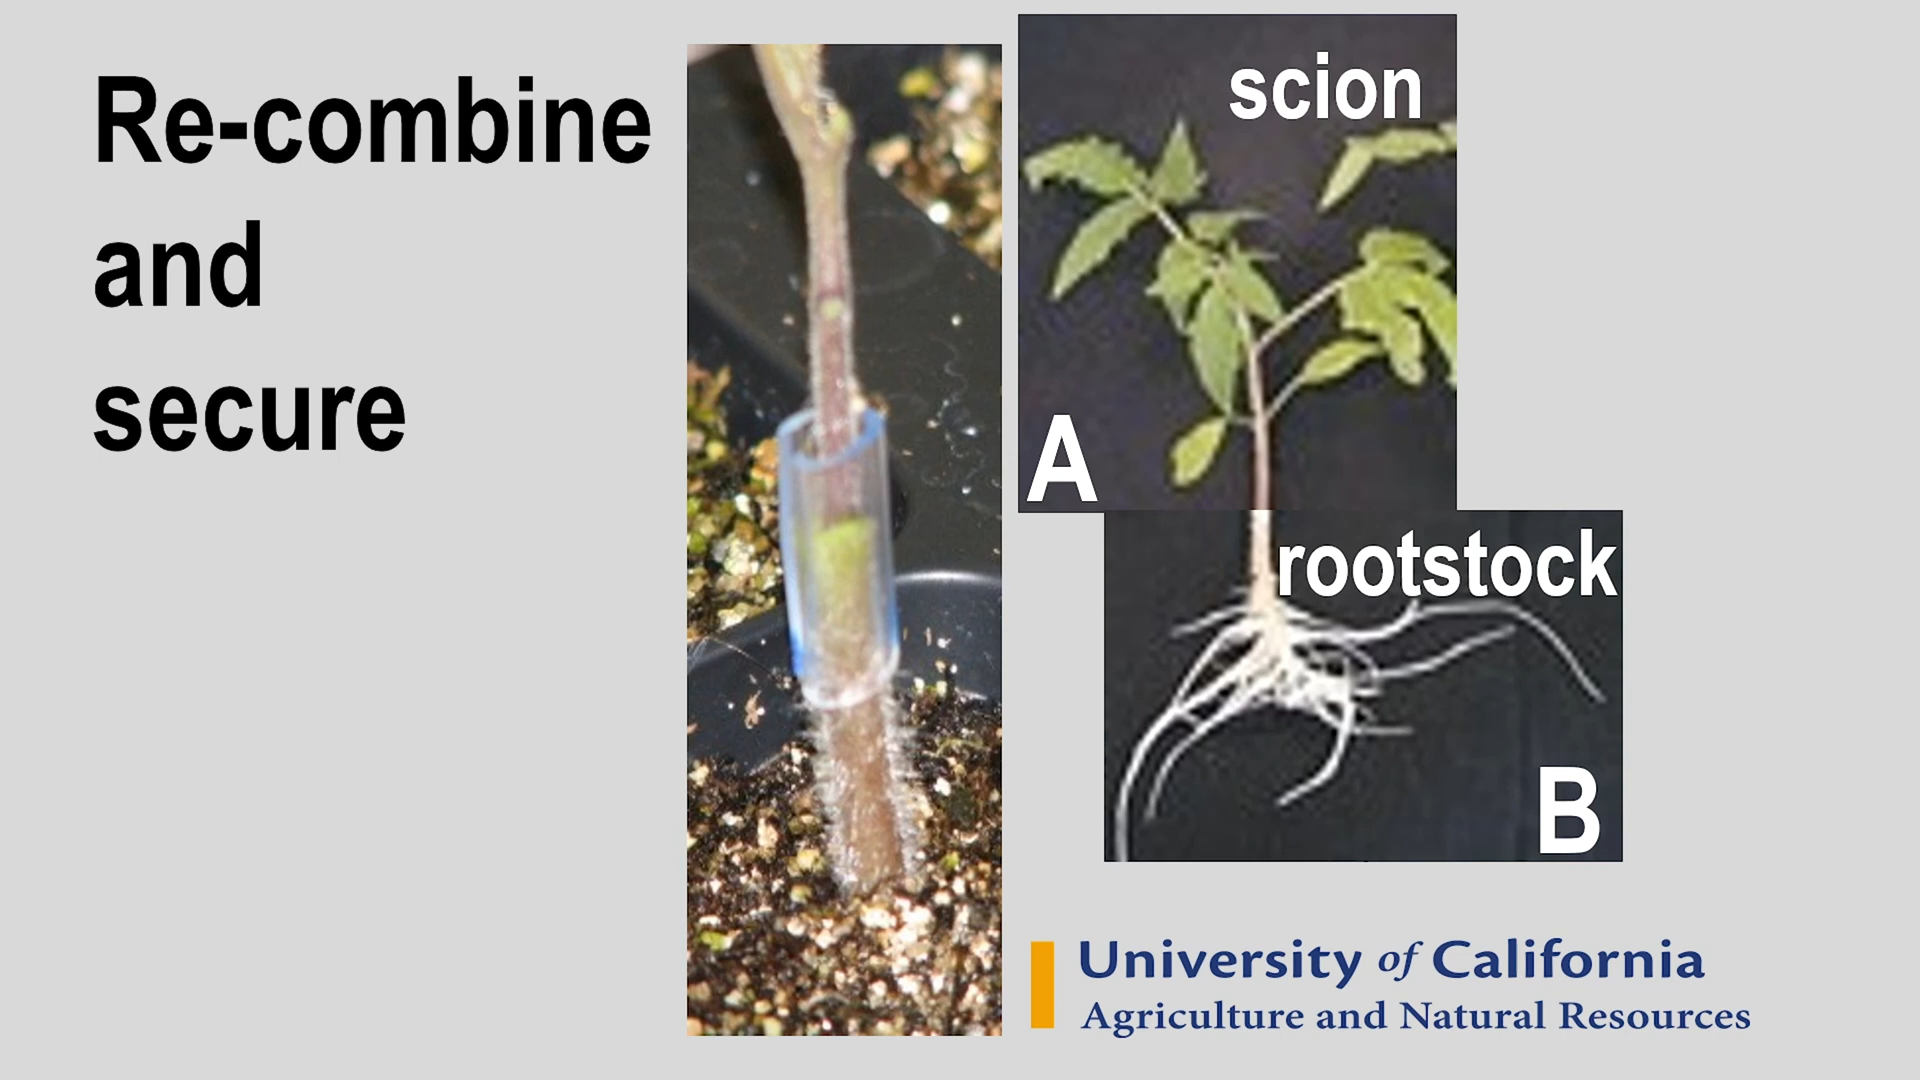 Re-combine
and
secure
scion
A
rootstock
B
University of California
Agriculture and Natural Resources